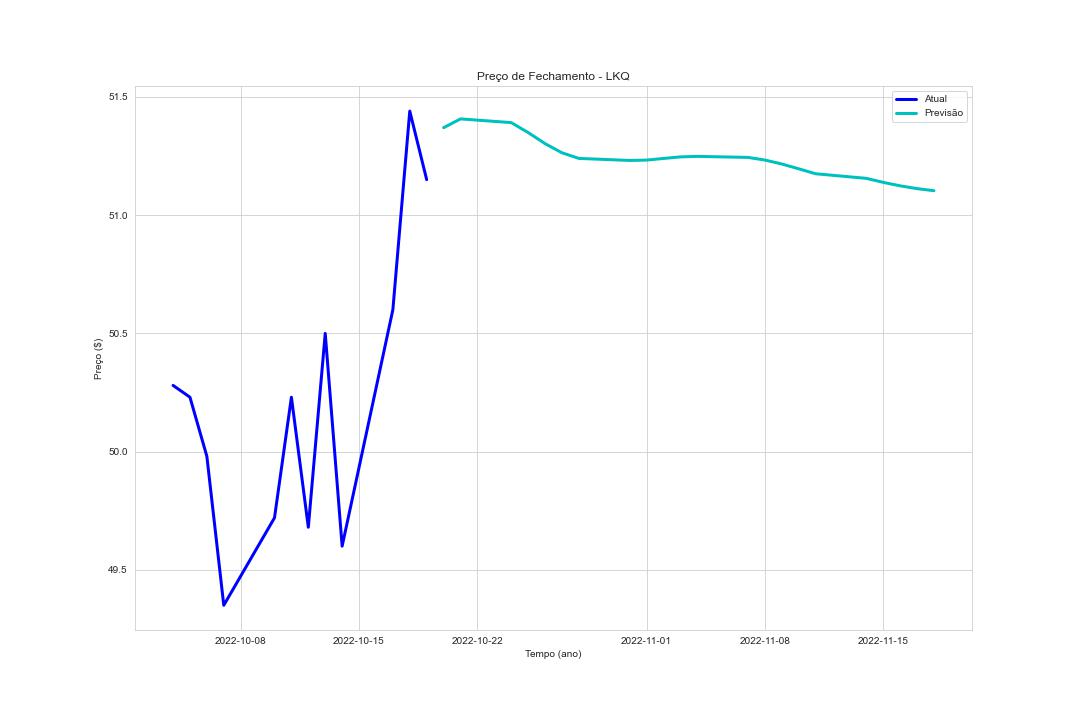 Preço de Fechamento - LKQ
Atual
Previsão
51.5
51.0
50.5
50.0
49.5
Preço ($)
2022-10-08 2022-10-15 2022-10-22 2022-11-01 2022-11-08 2022-11-15
Tempo (ano)